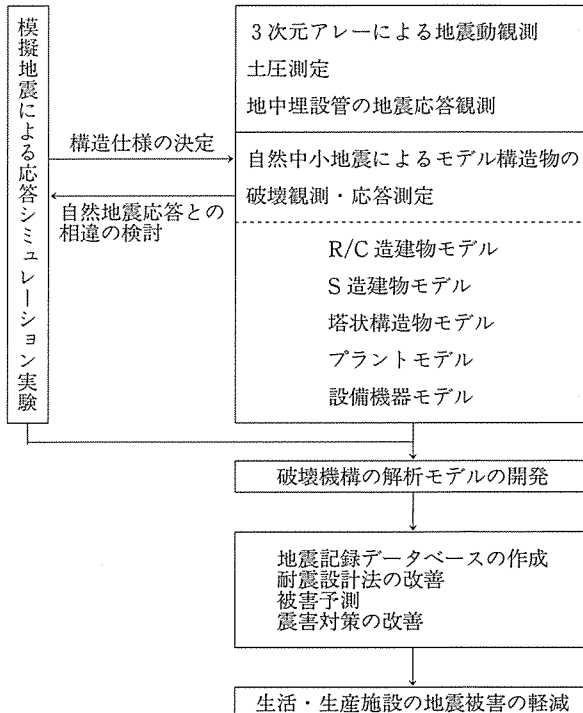 模擬地震による応答シミュレーション実験
3次元アレーによる地震動観測
土圧測定
地中埋設管の地震応答観測
構造仕様の決定
自然地震応答との
相違の検討
自然中小地震によるモデル構造物の
破壊観測・応答測定
R/C造建物モデル
S造建物モデル
塔状構造物モデル
プラントモデル
設備機器モデル
破壊機構の解析モデルの開発
地震記録データベースの作成
耐震設計法の改善
被害予測
震害対策の改善
生活・生産施設の地震被害の軽減